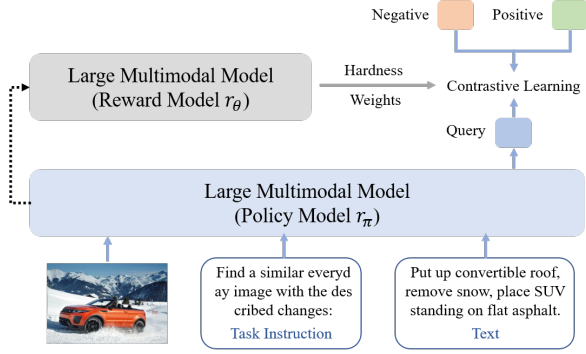 Negative
Positive
Large Multimodal Model
(Reward Model r_θ)
Hardness
Weights
Contrastive Learning
Query
Large Multimodal Model
(Policy Model r_π)
Find a similar everyd
ay image with the des
cribed changes:
Task Instruction
Put up convertible roof,
remove snow, place SUV
standing on flat asphalt.
Text